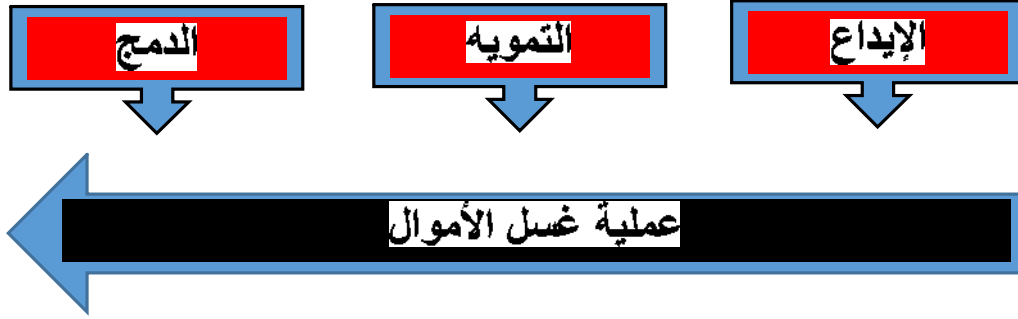 الإيداع
التمويه
الدمج
عملية غسل الأموال